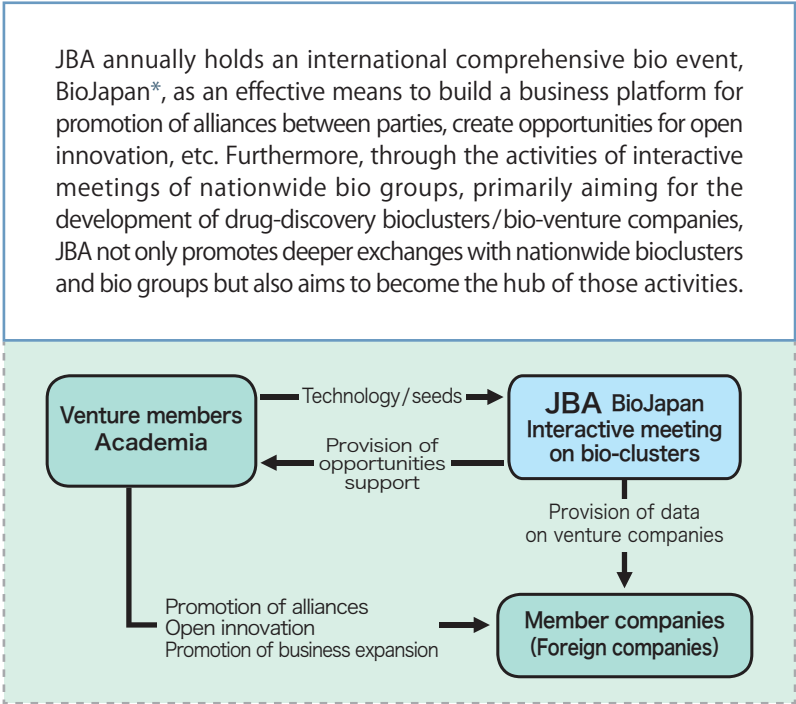 JBA annually holds an international comprehensive bio event,
BioJapan*, as an effective means to build a business platform for
promotion of alliances between parties, create opportunities for open
innovation, etc. Furthermore, through the activities of interactive
meetings of nationwide bio groups, primarily aiming for the
development of drug-discovery bioclusters/bio-venture companies,
JBA not only promotes deeper exchanges with nationwide bioclusters
and bio groups but also aims to become the hub of those activities.
Venture members
Academia
Technology/seeds
Provision of
opportunities
support
JBA BioJapan
Interactive meeting
on bio-clusters
Provision of data
on venture companies
Promotion of alliances
Open innovation
Promotion of business expansion
Member companies
(Foreign companies)